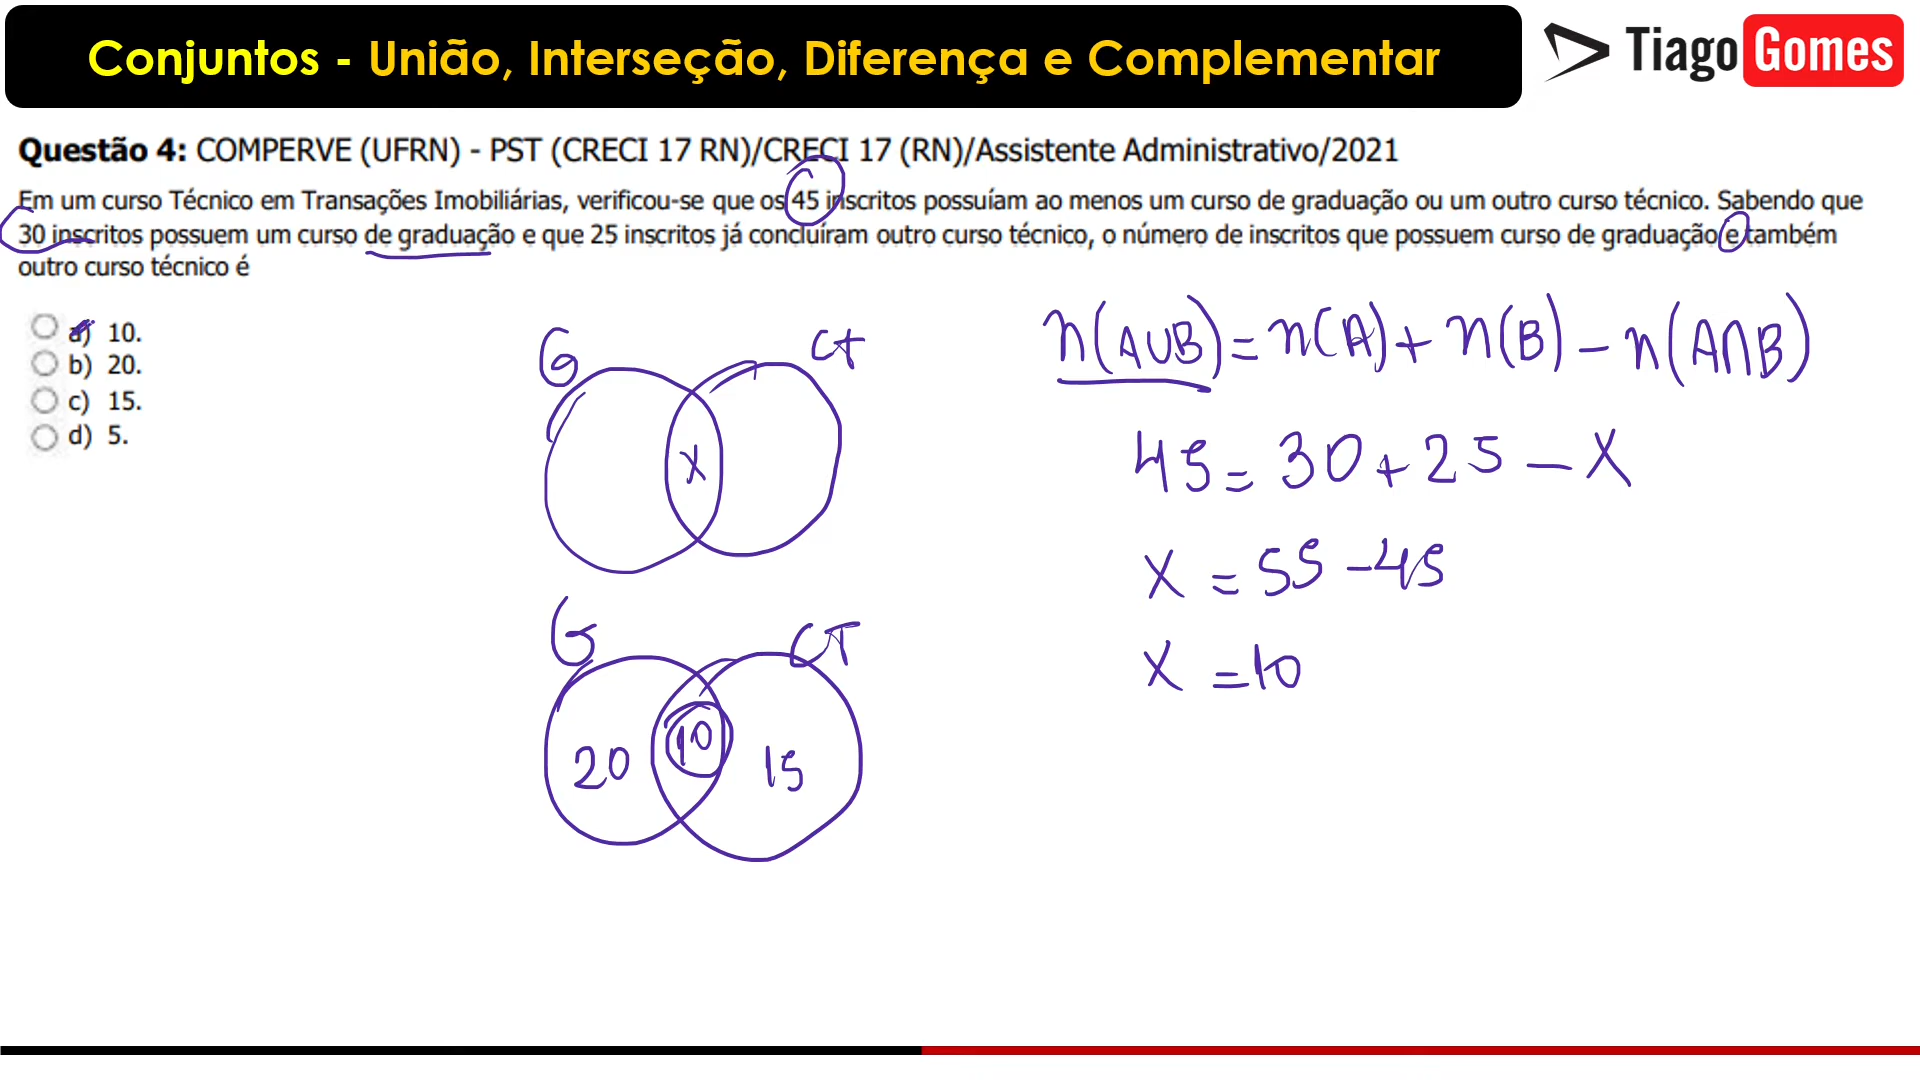 Conjuntos - União, Interseção, Diferença e Complementar
Tiago Gomes
Questão 4: COMPERVE (UFRN) - PST (CRECI 17 RN)/CRECI 17 (RN)/Assistente Administrativo/2021
Em um curso Técnico em Transações Imobiliárias, verificou-se que os 45 inscritos possuíam ao menos um curso de graduação ou um outro curso técnico. Sabendo que
30 inscritos possuem um curso de graduação e que 25 inscritos já concluíram outro curso técnico, o número de inscritos que possuem curso de graduação e também
outro curso técnico é
a) 10.
b) 20.
c) 15.
d) 5.
G CT
X
G CT
20 10 15
n(A∪B) = n(A) + n(B) - n(A∩B)
45 = 30 + 25 - X
X = 55 - 45
X = 10